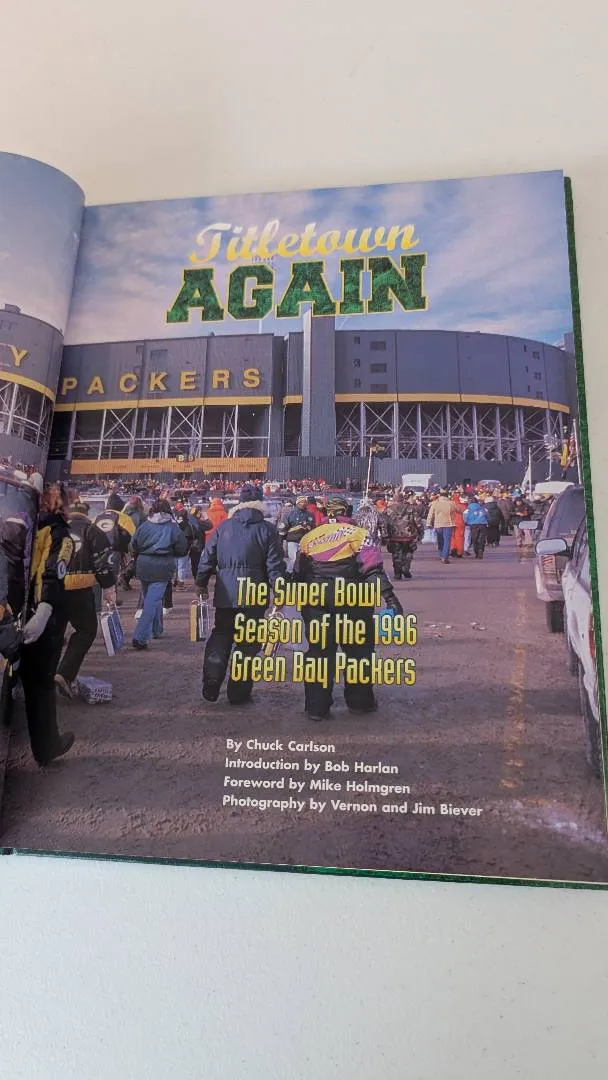 Titletown
AGAIN
Y
PACKERS
The Super Bowl
Season of the 1996
Green Bay Packers
By Chuck Carlson
Introduction by Bob Harlan
Foreword by Mike Holmgren
Photography by Vernon and Jim Biever